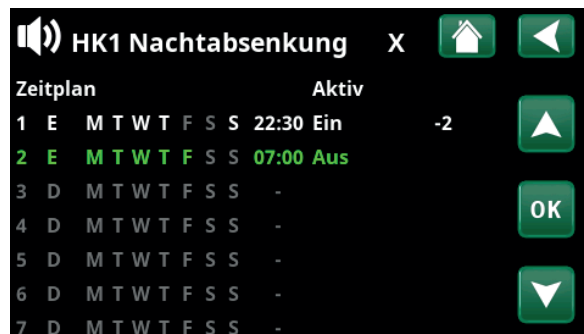 HK1 Nachtabsenkung X
Zeitplan Aktiv
1 E M T W T F S S 22:30 Ein -2
2 E M T W T F S S 07:00 Aus
3 D M T W T F S S -
4 D M T W T F S S -
OK
5 D M T W T F S S -
6 D M T W T F S S -
7 D M T W T F S S -